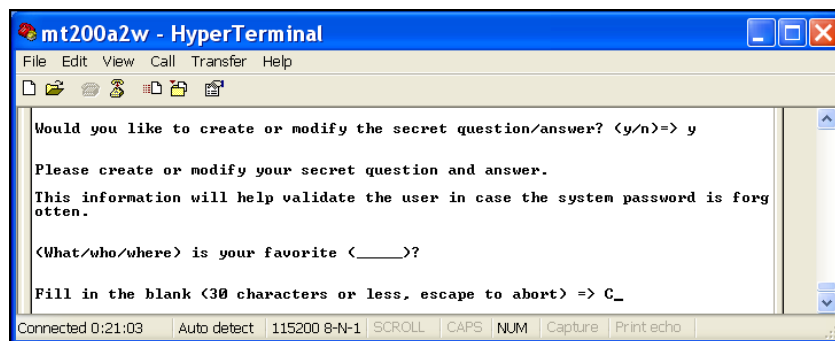 mt200a2w - HyperTerminal
File Edit View Call Transfer Help
Would you like to create or modify the secret question/answer? (y/n)=> y
Please create or modify your secret question and answer.
This information will help validate the user in case the system password is forg
otten.
(What/who/where) is your favorite (_____)?
Fill in the blank (30 characters or less, escape to abort) => C_
Connected 0:21:03 Auto detect 115200 8-N-1 SCROLL CAPS NUM Capture Print echo